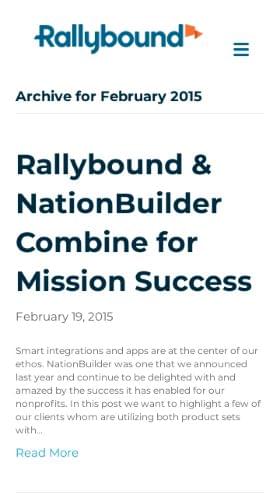 Rallybound
Archive for February 2015
Rallybound &
NationBuilder
Combine for
Mission Success
February 19, 2015
Smart integrations and apps are at the center of our
ethos. NationBuilder was one that we announced
last year and continue to be delighted with and
amazed by the success it has enabled for our
nonprofits. In this post we want to highlight a few of
our clients whom are utilizing both product sets
with...
Read More